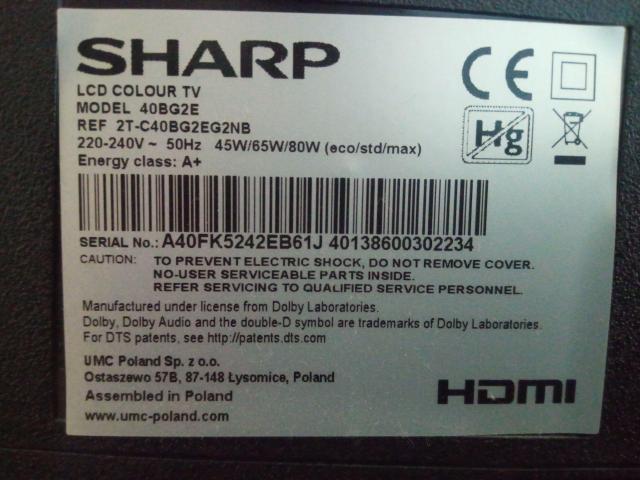 SHARP
LCD COLOUR TV
MODEL 40BG2E
REF 2T-C40BG2EG2NB
220-240V ~ 50Hz 45W/65W/80W (eco/std/max)
Energy class: A+
CE
Hg
SERIAL No.: A40FK5242EB61J 40138600302234
CAUTION: TO PREVENT ELECTRIC SHOCK, DO NOT REMOVE COVER.
NO-USER SERVICEABLE PARTS INSIDE.
REFER SERVICING TO QUALIFIED SERVICE PERSONNEL.
Manufactured under license from Dolby Laboratories.
Dolby, Dolby Audio and the double-D symbol are trademarks of Dolby Laboratories.
For DTS patents, see http://patents.dts.com
UMC Poland Sp. z o.o.
Ostaszewo 57B, 87-148 Łysomice, Poland
Assembled in Poland
www.umc-poland.com
HDMI